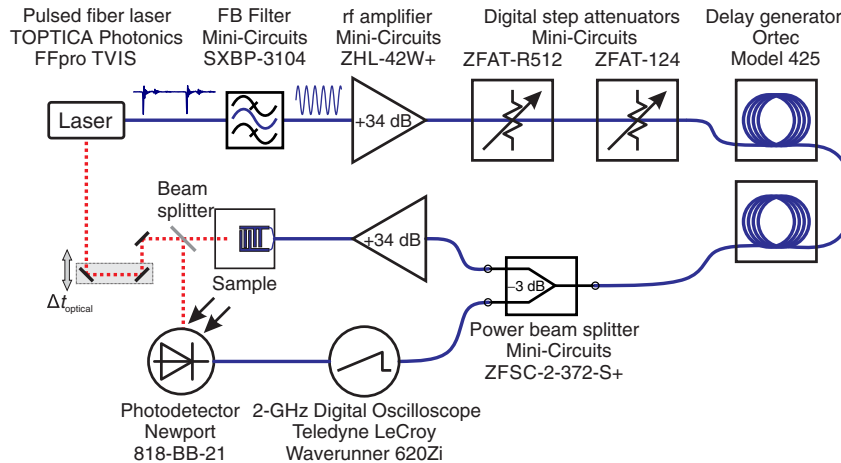 Pulsed fiber laser
TOPTICA Photonics
FFpro TVIS
FB Filter
Mini-Circuits
SXBP-3104
rf amplifier
Mini-Circuits
ZHL-42W+
Digital step attenuators
Mini-Circuits
ZFAT-R512 ZFAT-124
Delay generator
Ortec
Model 425
Laser
+34 dB
Beam
splitter
+34 dB
Sample
Δt optical
–3 dB
Power beam splitter
Mini-Circuits
ZFSC-2-372-S+
Photodetector
Newport
818-BB-21
2-GHz Digital Oscilloscope
Teledyne LeCroy
Waverunner 620Zi